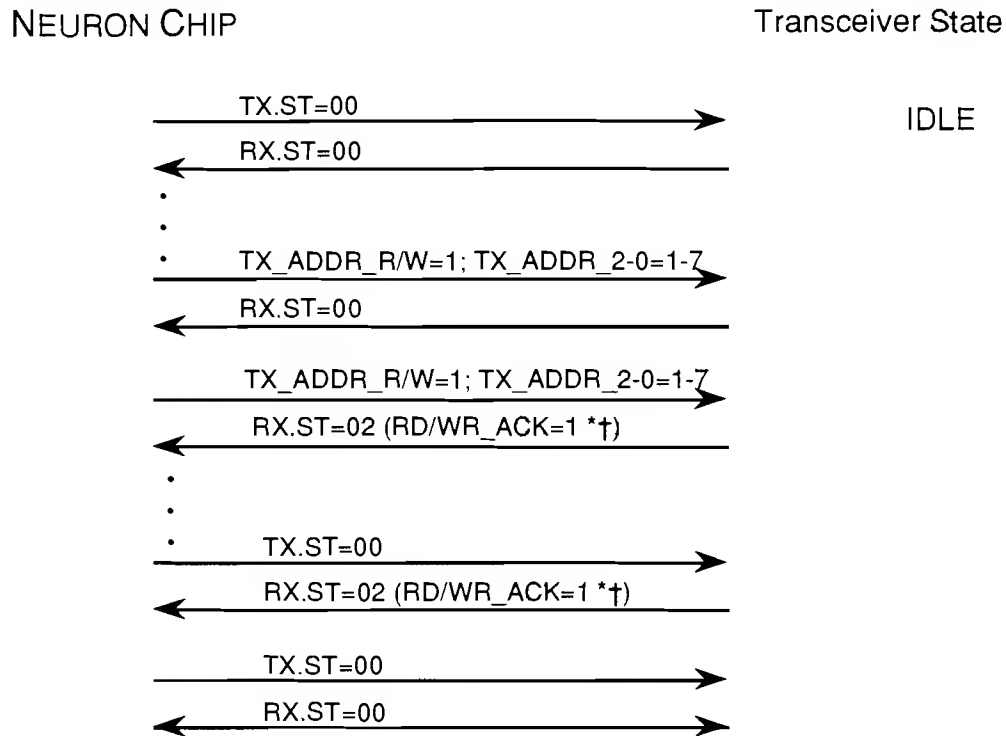 NEURON CHIP Transceiver State
TX.ST=00 IDLE
RX.ST=00
TX_ADDR_R/W=1; TX_ADDR_2-0=1-7
RX.ST=00
TX_ADDR_R/W=1; TX_ADDR_2-0=1-7
RX.ST=02 (RD/WR_ACK=1 *†)
TX.ST=00
RX.ST=02 (RD/WR_ACK=1 *†)
TX.ST=00
RX.ST=00